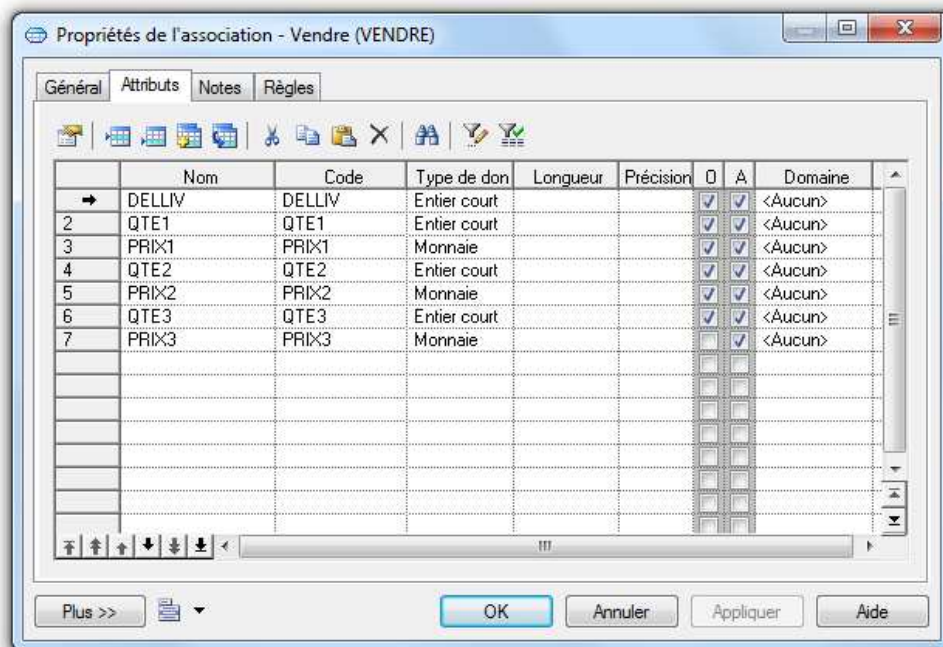 Propriétés de l'association - Vendre (VENDRE)
Général Attributs Notes Règles
Nom Code Type de don Longueur Précision O A Domaine
DELLIV DELLIV Entier court <Aucun>
2 QTE1 QTE1 Entier court <Aucun>
3 PRIX1 PRIX1 Monnaie <Aucun>
4 QTE2 QTE2 Entier court <Aucun>
5 PRIX2 PRIX2 Monnaie <Aucun>
6 QTE3 QTE3 Entier court <Aucun>
7 PRIX3 PRIX3 Monnaie <Aucun>
Plus >> OK Annuler Appliquer Aide